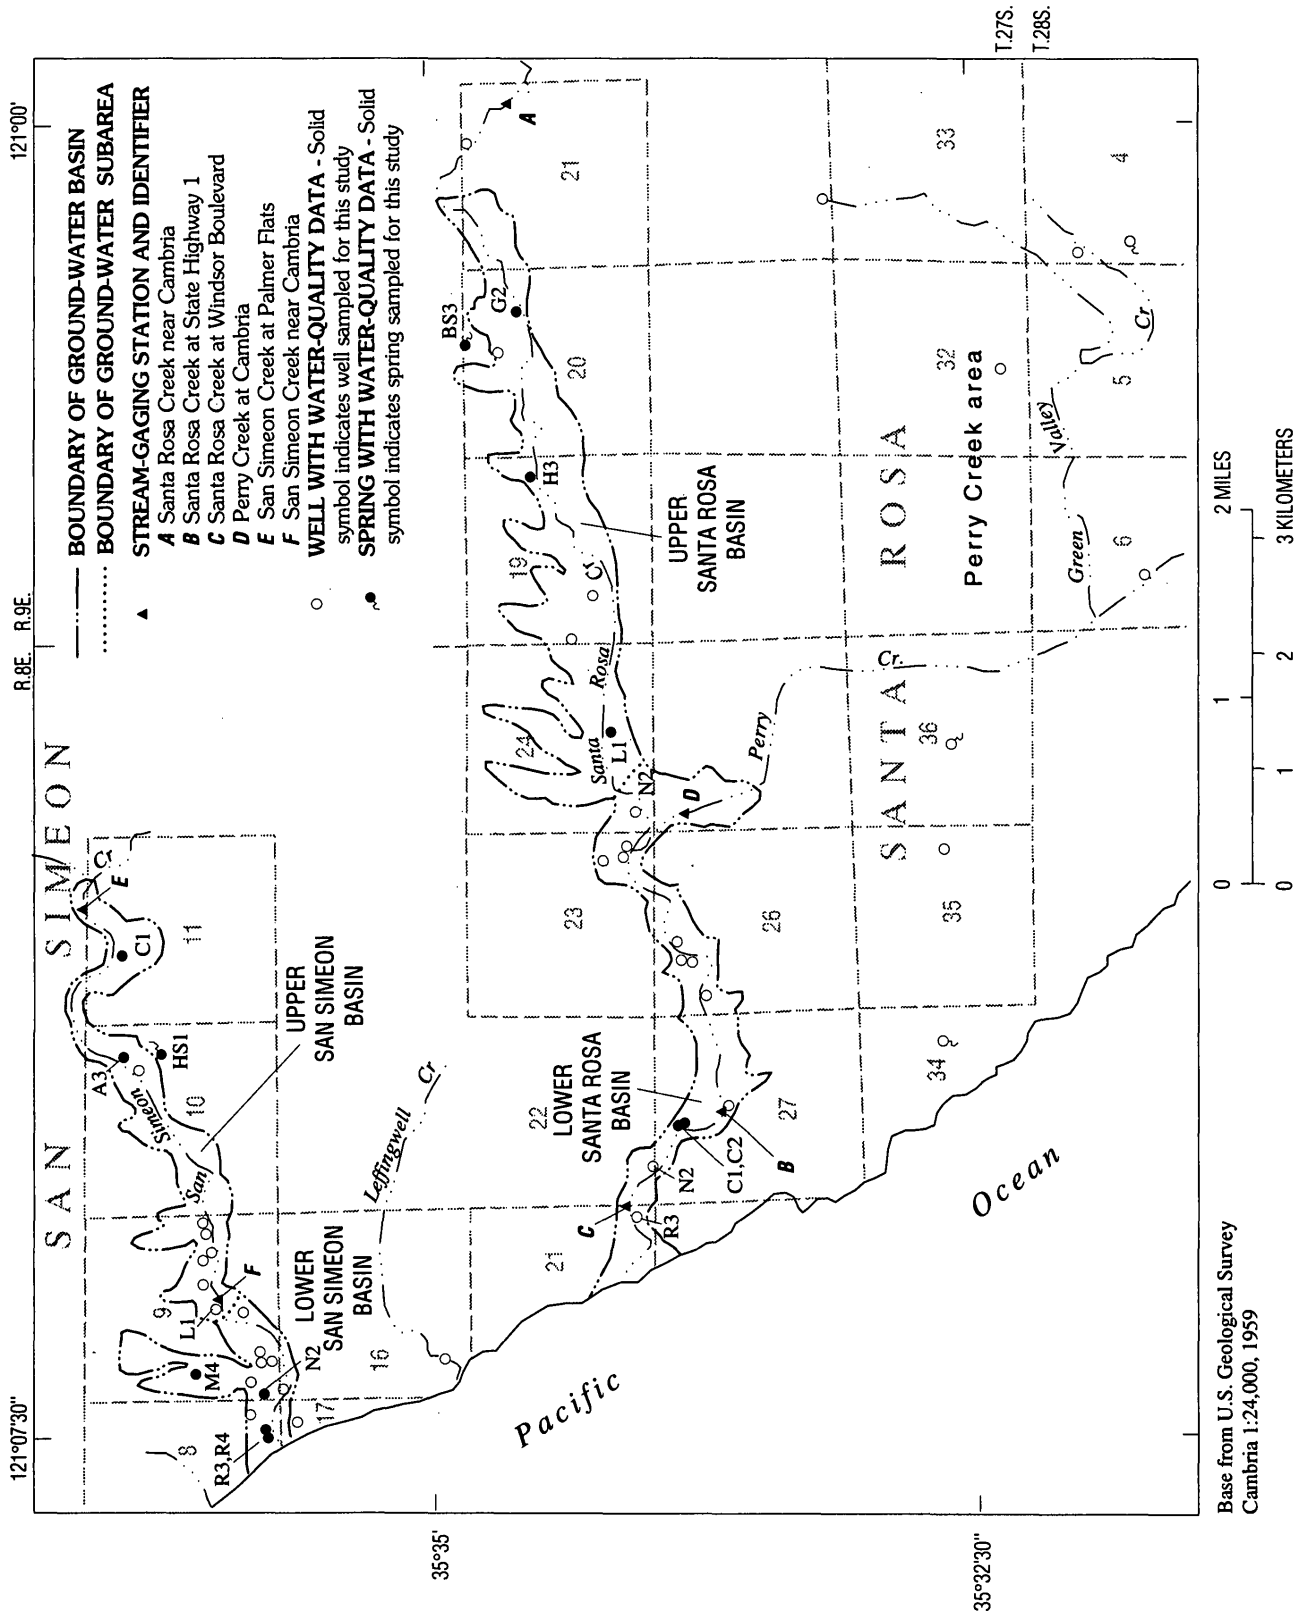 121°07'30"
R.8E. R.9E.
121°00'
SAN SIMEON
BOUNDARY OF GROUND-WATER BASIN
BOUNDARY OF GROUND-WATER SUBAREA
STREAM-GAGING STATION AND IDENTIFIER
A Santa Rosa Creek near Cambria
B Santa Rosa Creek at State Highway 1
C Santa Rosa Creek at Windsor Boulevard
D Perry Creek at Cambria
E San Simeon Creek at Palmer Flats
F San Simeon Creek near Cambria
WELL WITH WATER-QUALITY DATA - Solid
symbol indicates well sampled for this study
SPRING WITH WATER-QUALITY DATA - Solid
symbol indicates spring sampled for this study
8
R3,R4
17
M4
N2
9
L1
F
LOWER
SAN SIMEON
BASIN
16
San
Simeon
Cr
10
A3
HS1
UPPER
SAN SIMEON
BASIN
C1
11
E
Leffingwell
Cr
35°35'
21
C
R3
N2
22
LOWER
SANTA ROSA
BASIN
C1,C2
B
27
34
23
26
35
24
Santa
Rosa
Cr
L1
N2
D
Perry
Cr.
36
19
H3
UPPER
SANTA ROSA
BASIN
BS3
G2
20
21
A
SANTA ROSA
Perry Creek area
32
33
T.27S.
T.28S.
Green
Valley
Cr
6
5
4
Pacific
Ocean
35°32'30"
0 1 2 MILES
0 1 2 3 KILOMETERS
Base from U.S. Geological Survey
Cambria 1:24,000, 1959